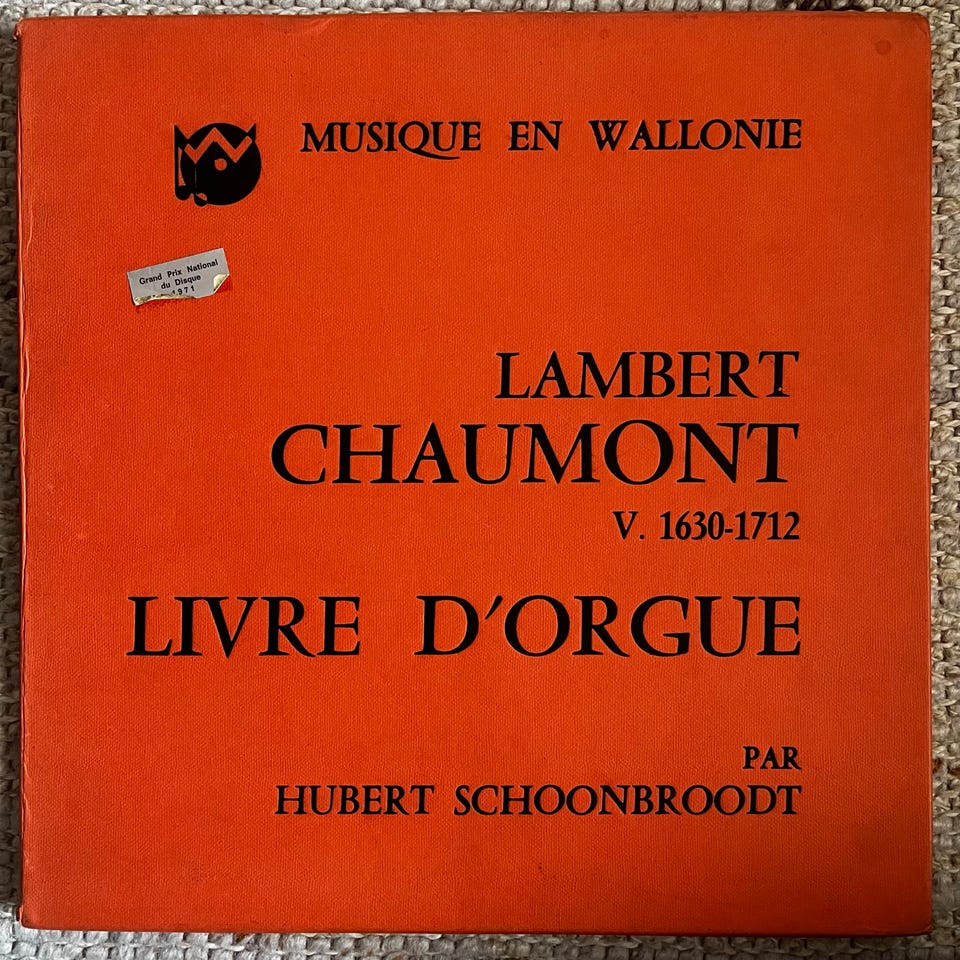 MUSIQUE EN WALLONIE
Grand Prix National
du Disque
1971
LAMBERT
CHAUMONT
V. 1630-1712
LIVRE D'ORGUE
PAR
HUBERT SCHOONBROODT